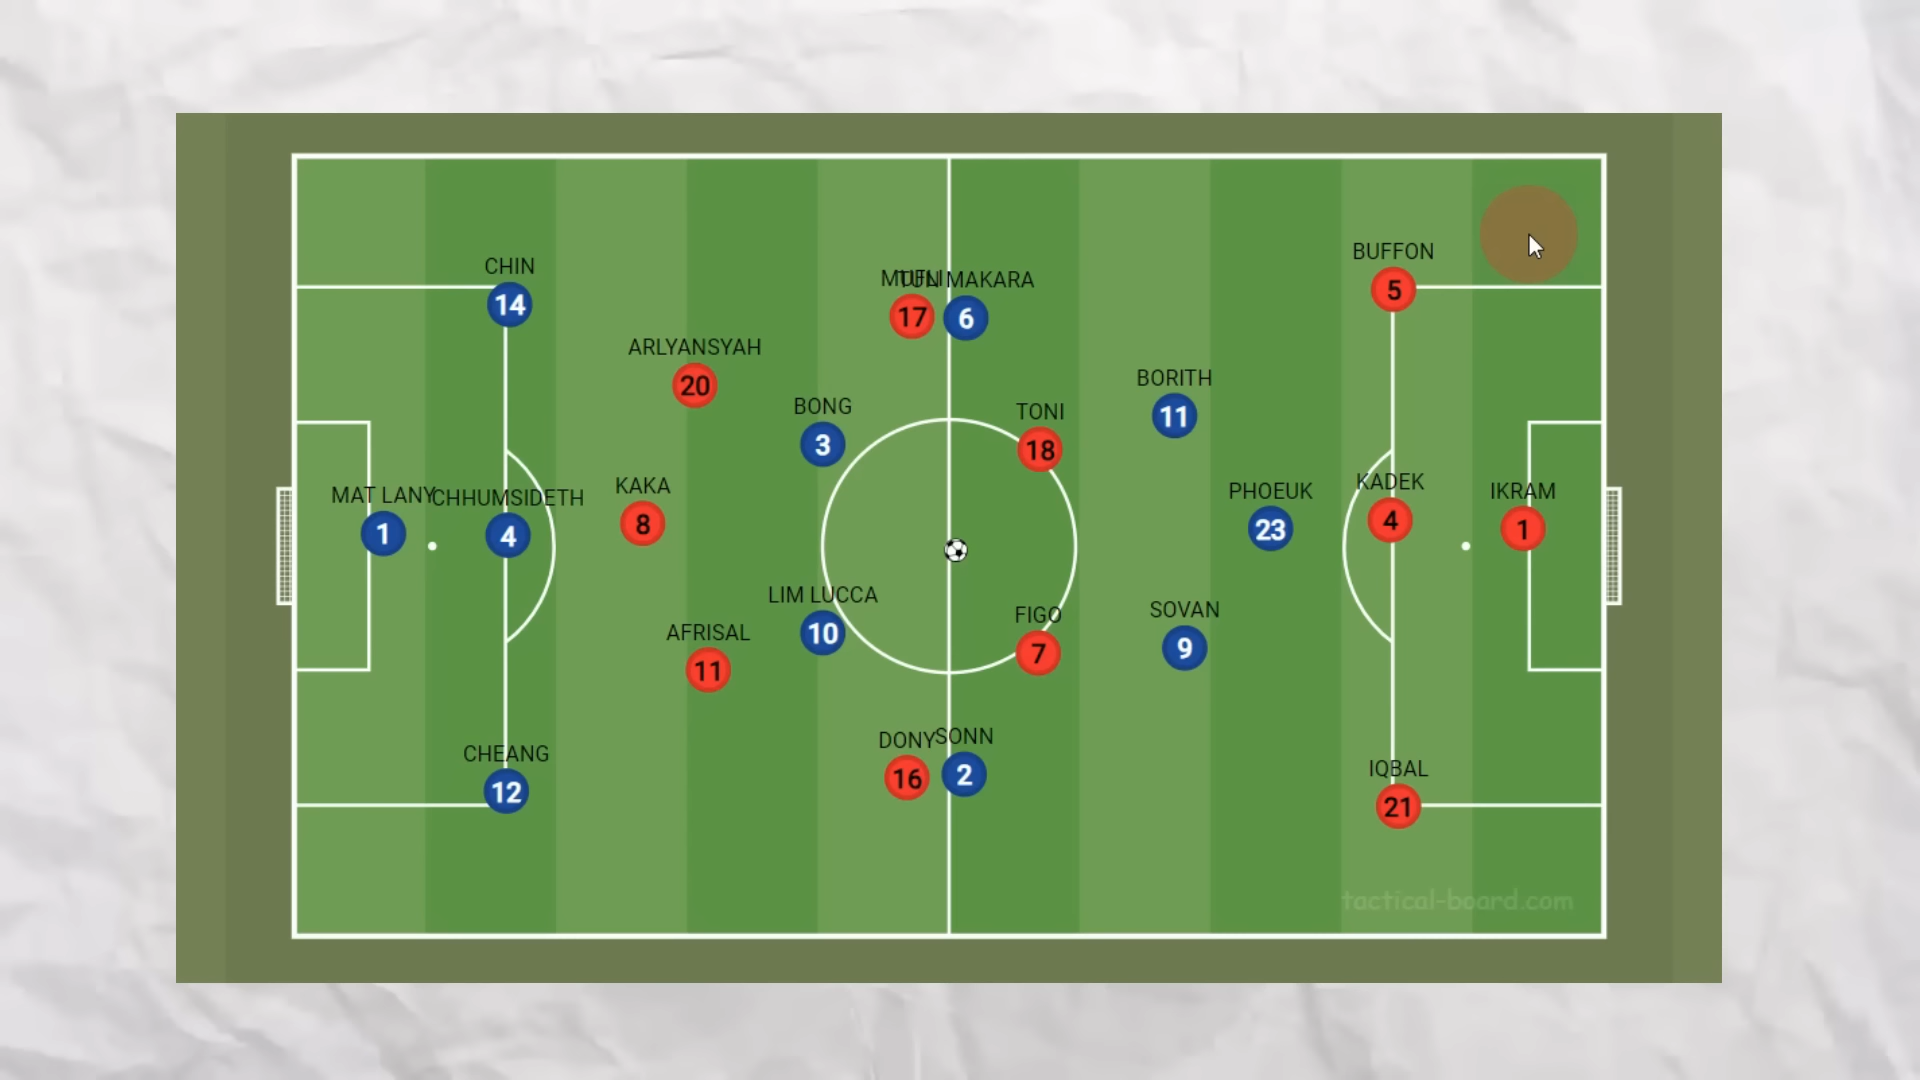 BUFFON
5
CHIN
14
MUFLI
17
TUN MAKARA
6
ARLYANSYAH
20
BORITH
11
BONG
3
TONI
18
KADEK
4
KAKA
8
PHOEUK
23
IKRAM
1
MAT LANY
1
CHHUMSIDETH
4
LIM LUCCA
10
SOVAN
9
FIGO
7
AFRISAL
11
SONN
2
DONY
16
CHEANG
12
IQBAL
21
tactical-board.com